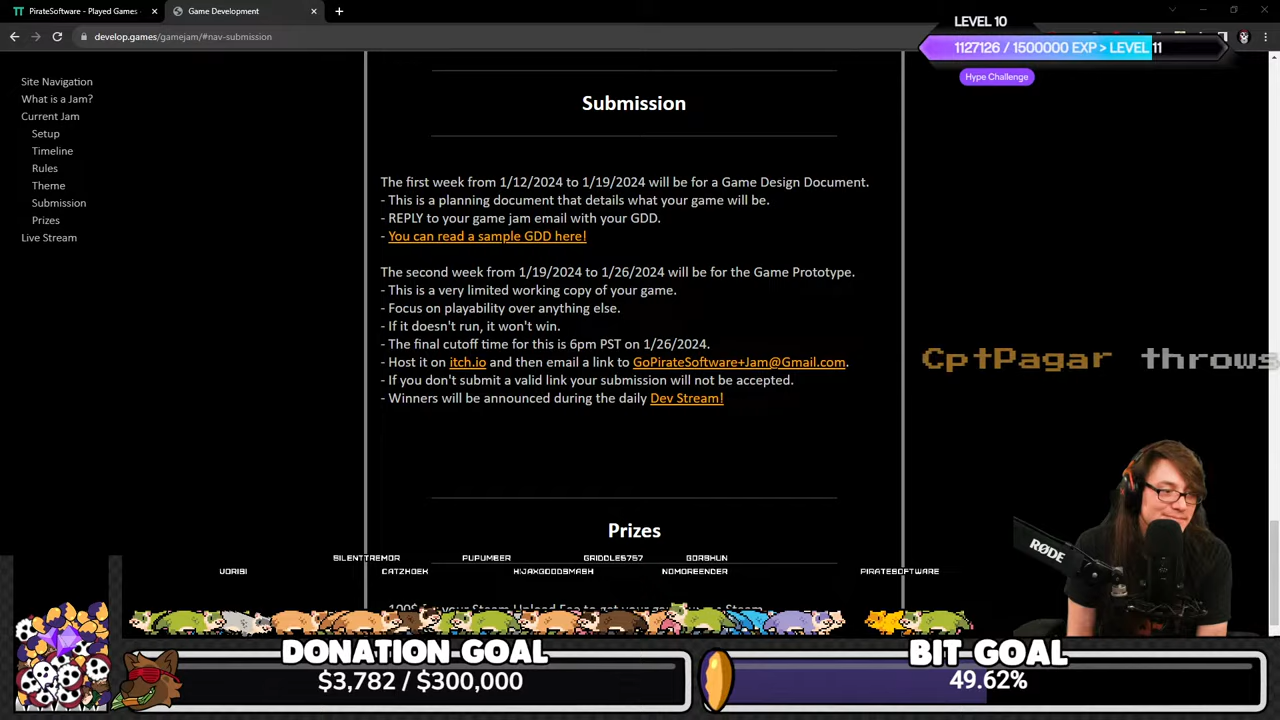 PirateSoftware - Played Games
Game Development
develop.games/gamejam/#nav-submission
LEVEL 10
1127126 / 1500000 EXP > LEVEL 11
Hype Challenge
Site Navigation
What is a Jam?
Current Jam
Setup
Timeline
Rules
Theme
Submission
Prizes
Live Stream
Submission
The first week from 1/12/2024 to 1/19/2024 will be for a Game Design Document.
- This is a planning document that details what your game will be.
- REPLY to your game jam email with your GDD.
- You can read a sample GDD here!
The second week from 1/19/2024 to 1/26/2024 will be for the Game Prototype.
- This is a very limited working copy of your game.
- Focus on playability over anything else.
- If it doesn't run, it won't win.
- The final cutoff time for this is 6pm PST on 1/26/2024.
- Host it on itch.io and then email a link to GoPirateSoftware+Jam@Gmail.com.
- If you don't submit a valid link your submission will not be accepted.
- Winners will be announced during the daily Dev Stream!
CptPagar throws
Prizes
RØDE
SILENTTREMOR PUPUMBER GRIDDLE5757 GORSHUN
VORISI CATZHOEK HIJAXGOODSMASH NOMOREENDER PIRATESOFTWARE
DONATION GOAL
$3,782 / $300,000
BIT GOAL
49.62%